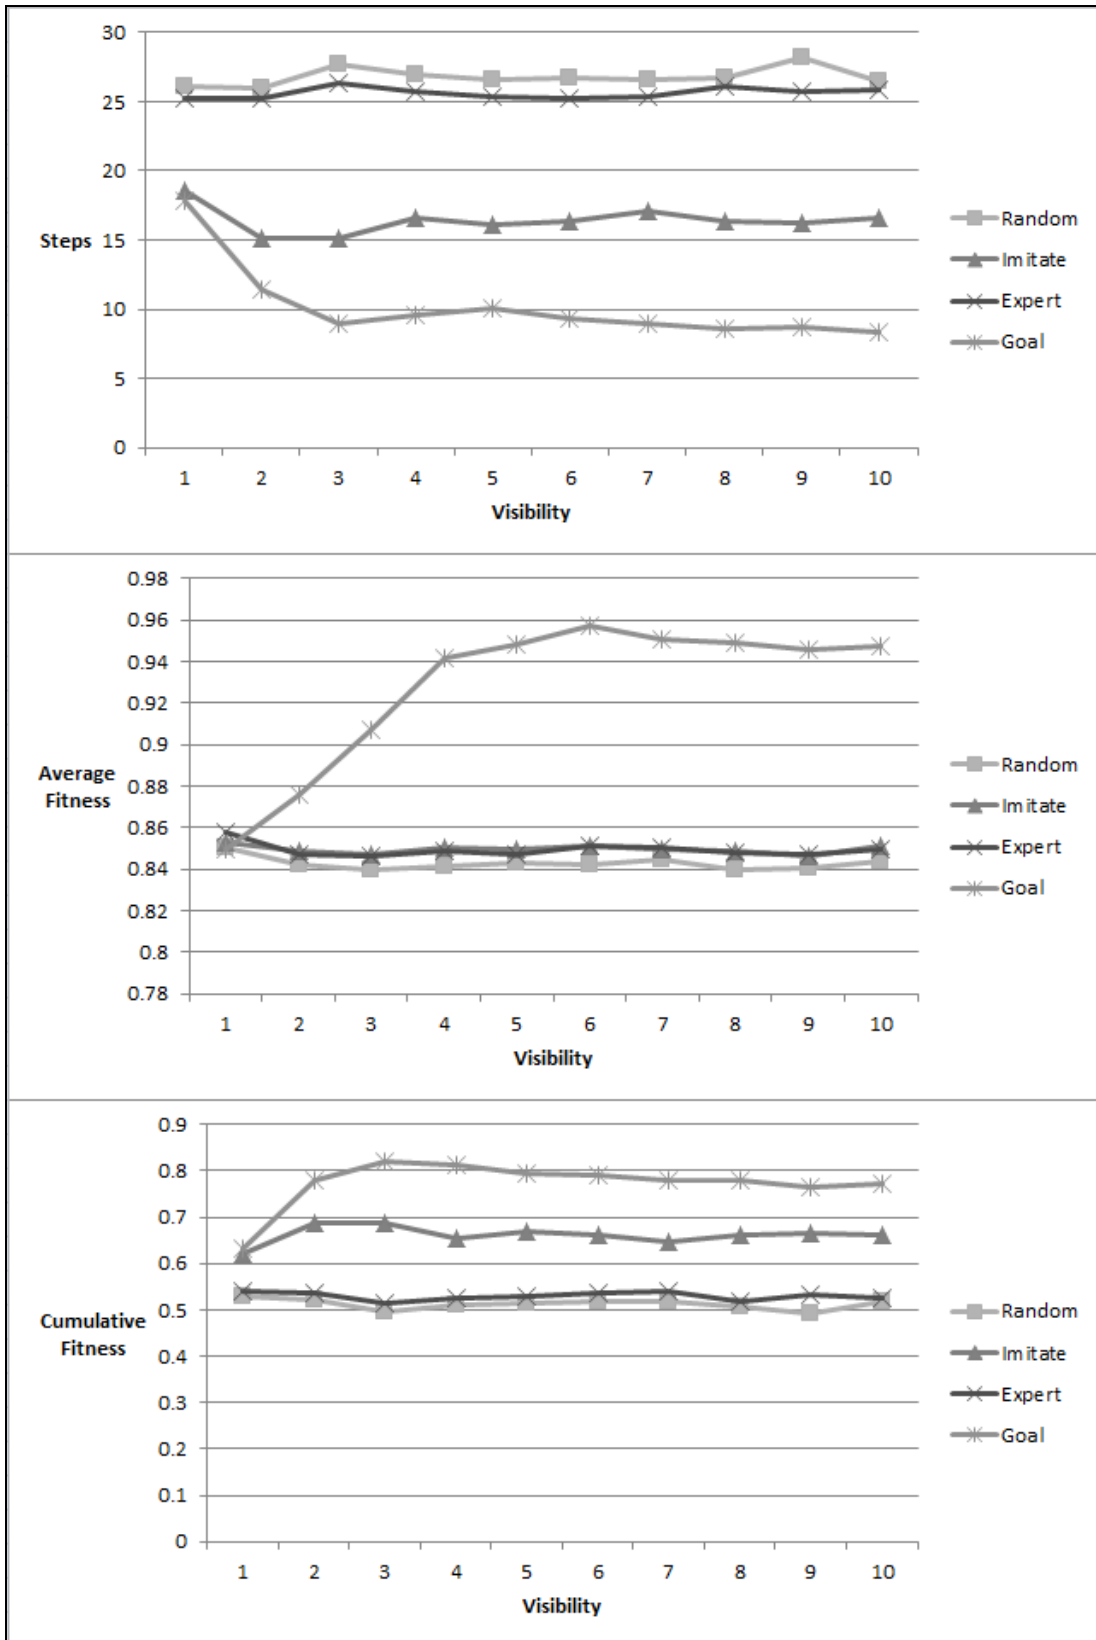 30
25
20
15
10
5
0
Steps
1 2 3 4 5 6 7 8 9 10
Visibility
Random
Imitate
Expert
Goal
0.98
0.96
0.94
0.92
0.9
0.88
0.86
0.84
0.82
0.8
0.78
Average
Fitness
1 2 3 4 5 6 7 8 9 10
Visibility
Random
Imitate
Expert
Goal
0.9
0.8
0.7
0.6
0.5
0.4
0.3
0.2
0.1
0
Cumulative
Fitness
1 2 3 4 5 6 7 8 9 10
Visibility
Random
Imitate
Expert
Goal